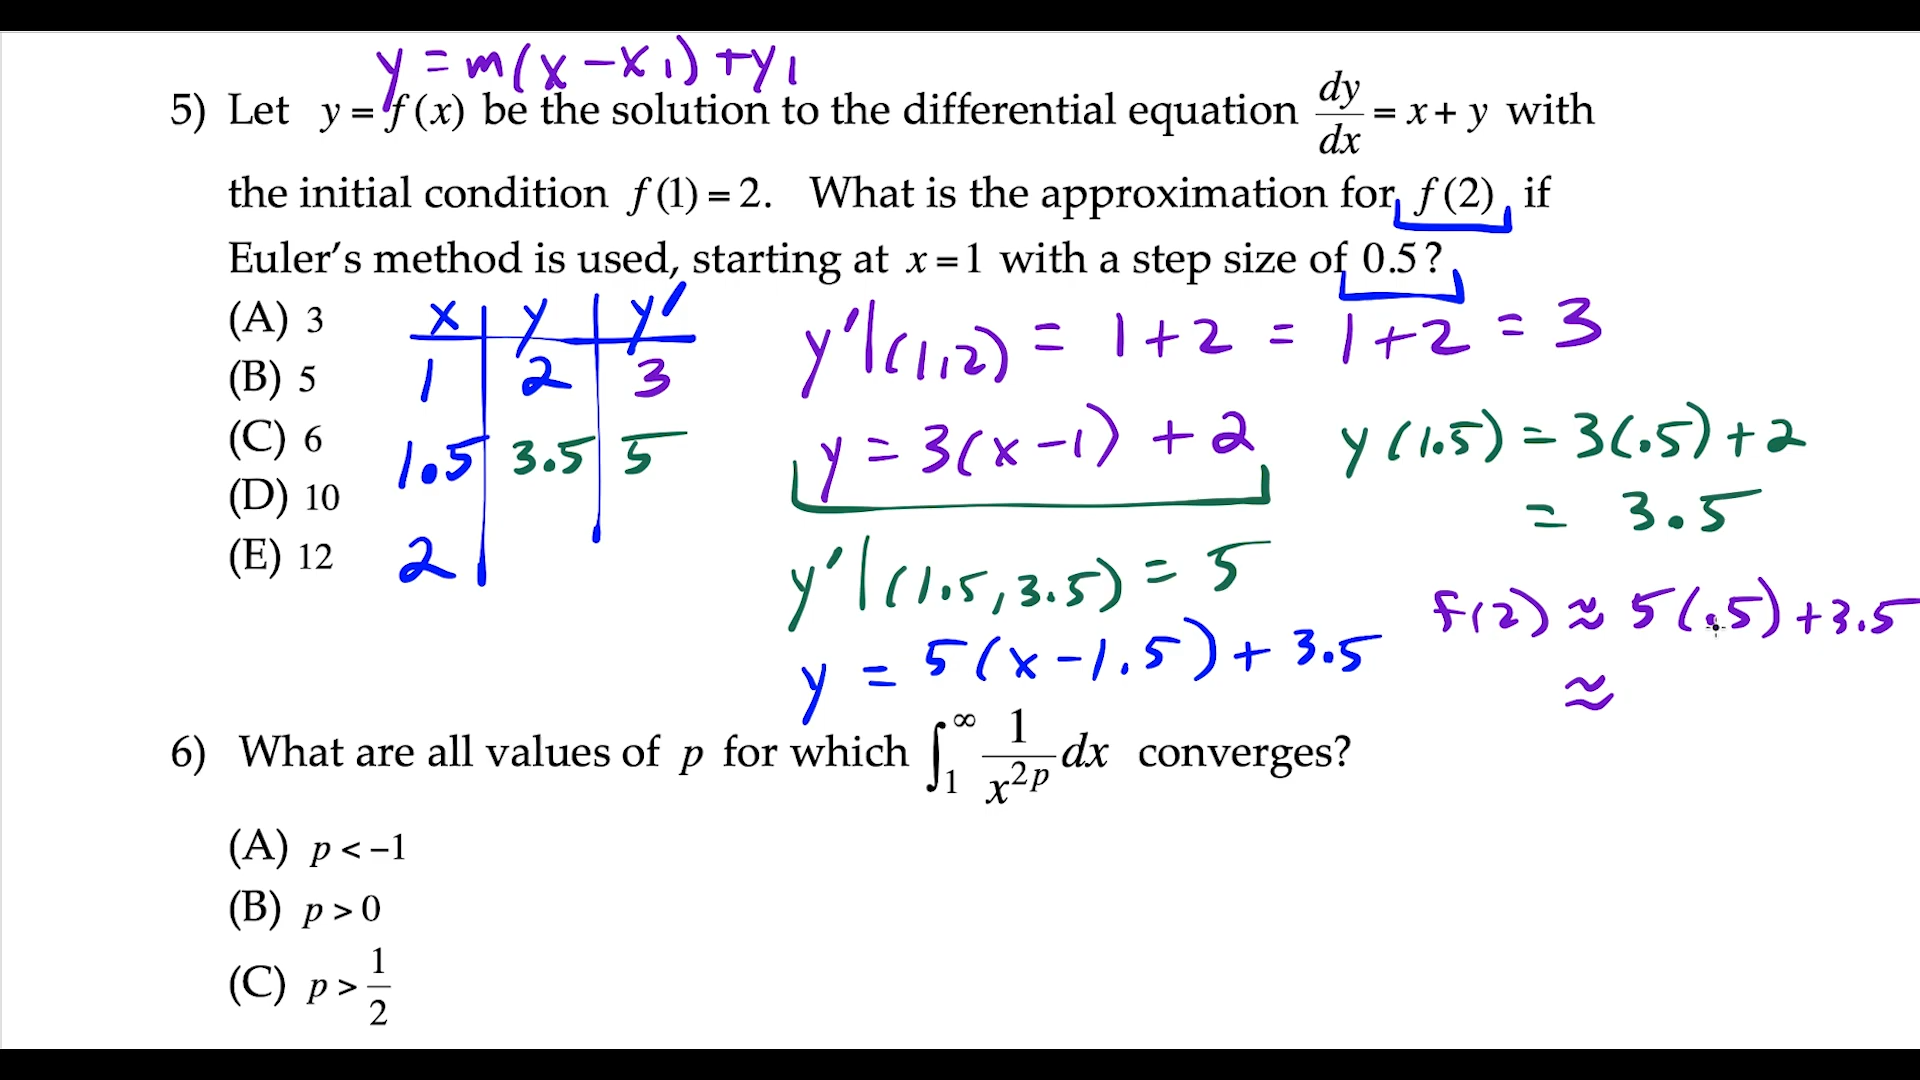 y = m(x - x1) + y1
5) Let y = f(x) be the solution to the differential equation dy/dx = x + y with
the initial condition f(1) = 2. What is the approximation for f(2) if
Euler's method is used, starting at x = 1 with a step size of 0.5?
(A) 3
(B) 5
(C) 6
(D) 10
(E) 12
x y y'
1 2 3
1.5 3.5 5
2
y'|(1,2) = 1+2 = 1+2 = 3
y = 3(x-1) + 2
y(1.5) = 3(.5) + 2
= 3.5
y'|(1.5, 3.5) = 5
y = 5(x - 1.5) + 3.5
f(2) ≈ 5(.5) + 3.5
≈
6) What are all values of p for which ∫₁^∞ 1/x^(2p) dx converges?
(A) p < −1
(B) p > 0
(C) p > 1/2